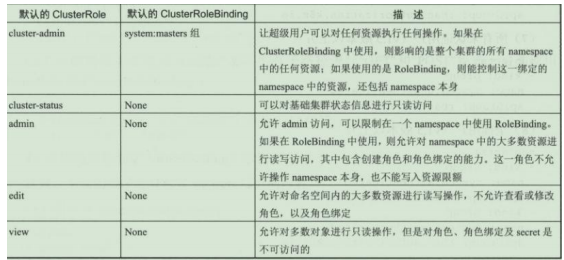 默认的 ClusterRole 默认的 ClusterRoleBinding 描 述
cluster-admin system:masters 组 让超级用户可以对任何资源执行任何操作。如果在
ClusterRoleBinding 中使用，则影响的是整个集群的所有 namespace
中的任何资源；如果使用的是 RoleBinding，则能控制这一绑定的
namespace 中的资源，还包括 namespace 本身
cluster-status None 可以对基础集群状态信息进行只读访问
admin None 允许 admin 访问，可以限制在一个 namespace 中使用 RoleBinding。
如果在 RoleBinding 中使用，则允许对 namespace 中的大多数资源进
行读写访问，其中包含创建角色和角色绑定的能力。这一角色不允
许操作 namespace 本身，也不能写入资源限额
edit None 允许对命名空间内的大多数资源进行读写操作，不允许查看或修改
角色，以及角色绑定
view None 允许对多数对象进行只读操作，但是对角色、角色绑定及 secret 是
不可访问的